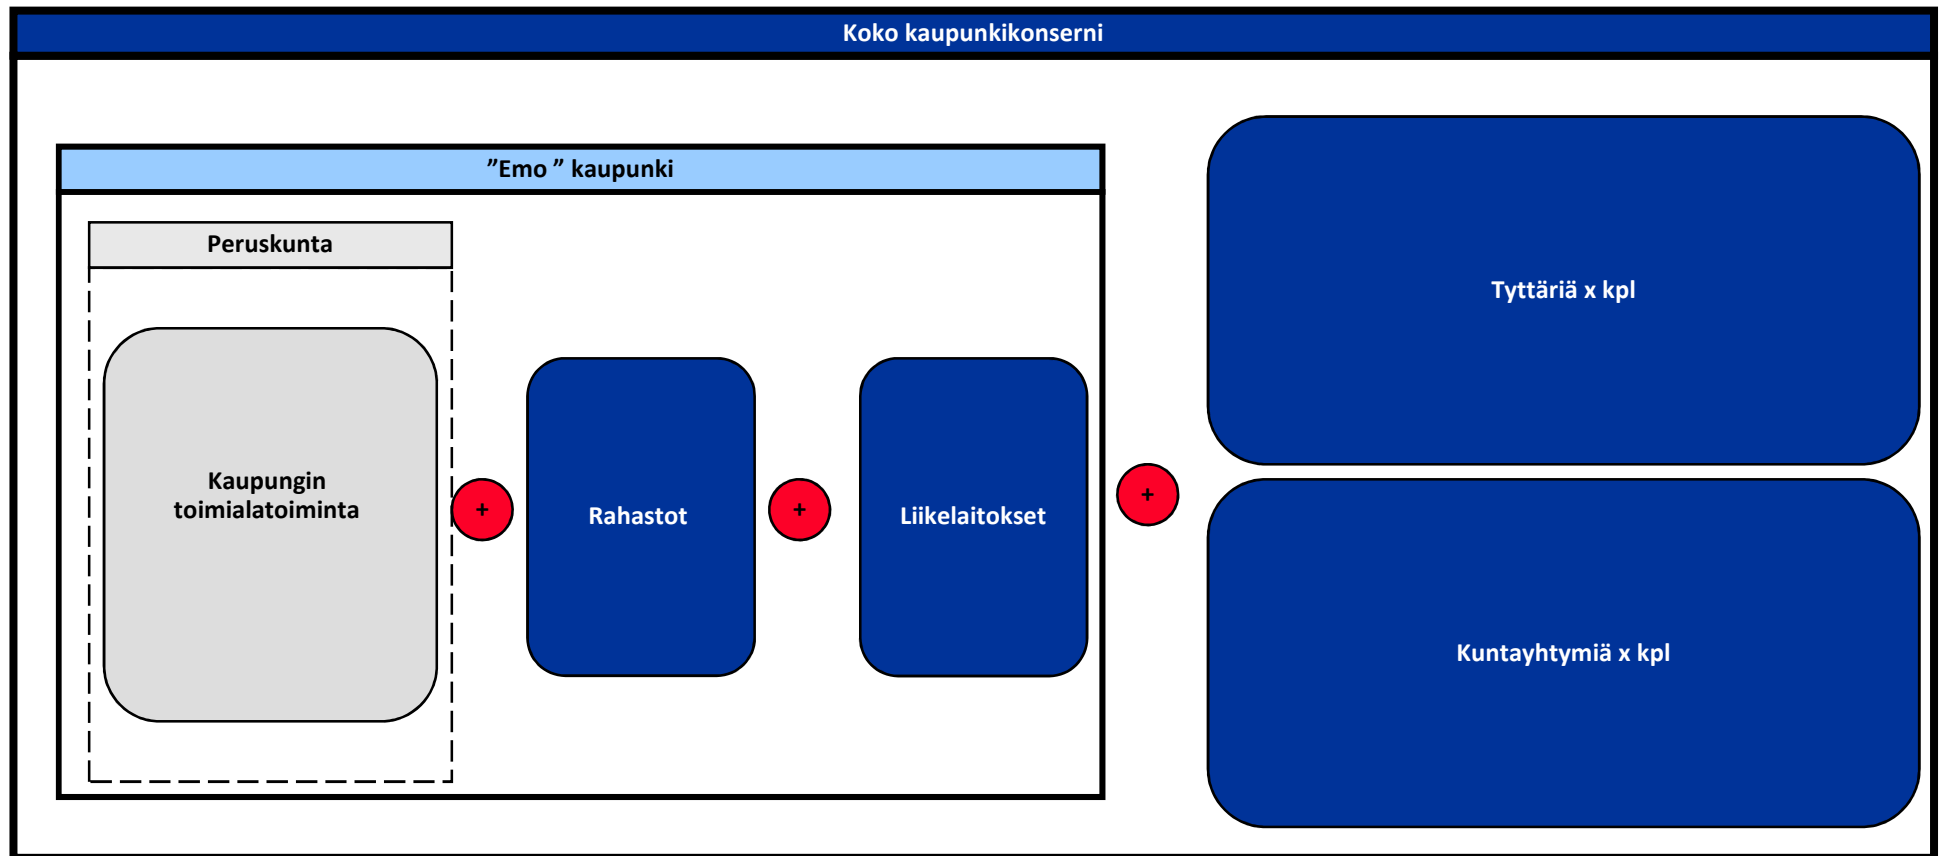 Koko kaupunkikonserni
”Emo ” kaupunki
Peruskunta
Kaupungin
toimialatoiminta
+
Rahastot
+
Liikelaitokset
+
Tyttäriä x kpl
Kuntayhtymiä x kpl